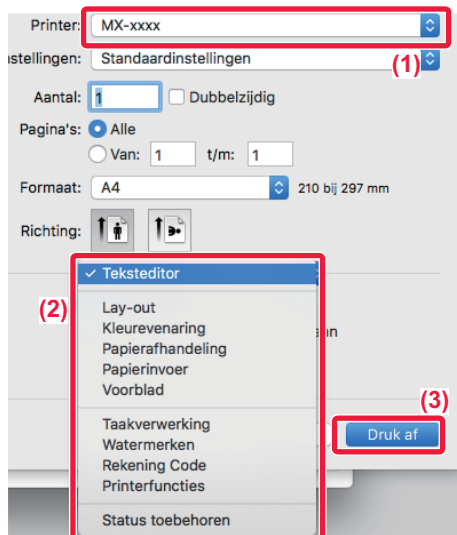 Printer: MX-xxxx
nstellingen: Standaardinstellingen
(1)
Aantal: 1 Dubbelzijdig
Pagina's: Alle
Van: 1 t/m: 1
Formaat: A4 210 bij 297 mm
Richting:
✓ Teksteditor
(2)
Lay-out
Kleurevenaring
Papierafhandeling
Papierinvoer
Voorblad
(3)
Taakverwerking
Druk af
Watermerken
Rekening Code
Printerfuncties
Status toebehoren